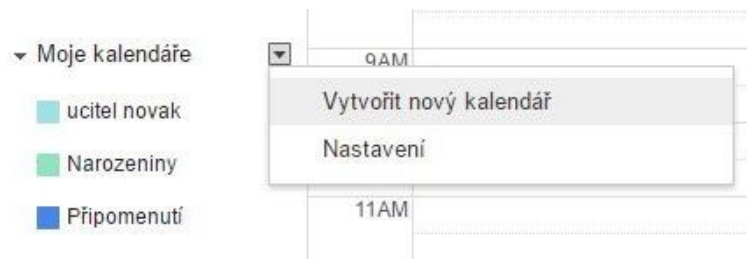 Moje kalendáře
ucitel novak
Narozeniny
Připomenutí
9AM
Vytvořit nový kalendář
Nastavení
11AM